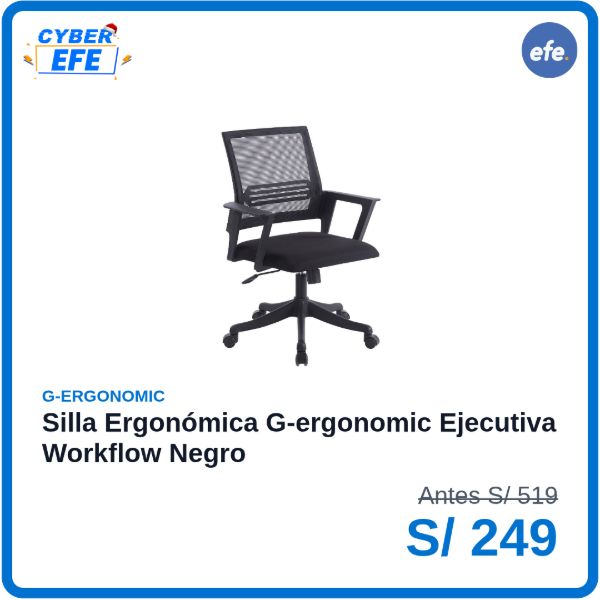 CYBER
EFE
efe.
G-ERGONOMIC
Silla Ergonómica G-ergonomic Ejecutiva
Workflow Negro
Antes S/ 519
S/ 249